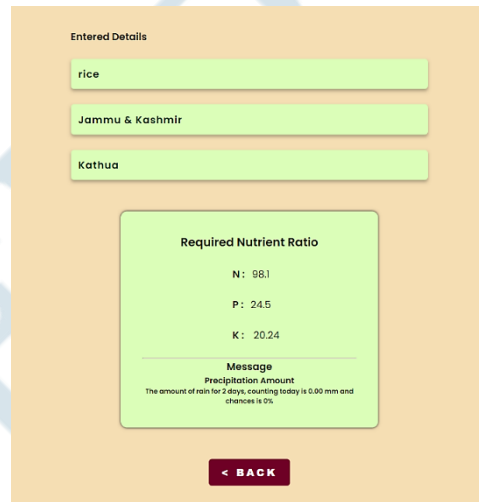 Entered Details
rice
Jammu & Kashmir
Kathua
Required Nutrient Ratio
N : 98.1
P : 24.5
K : 20.24
Message
Precipitation Amount
The amount of rain for 2 days, counting today is 0.00 mm and
chances is 0%
< BACK